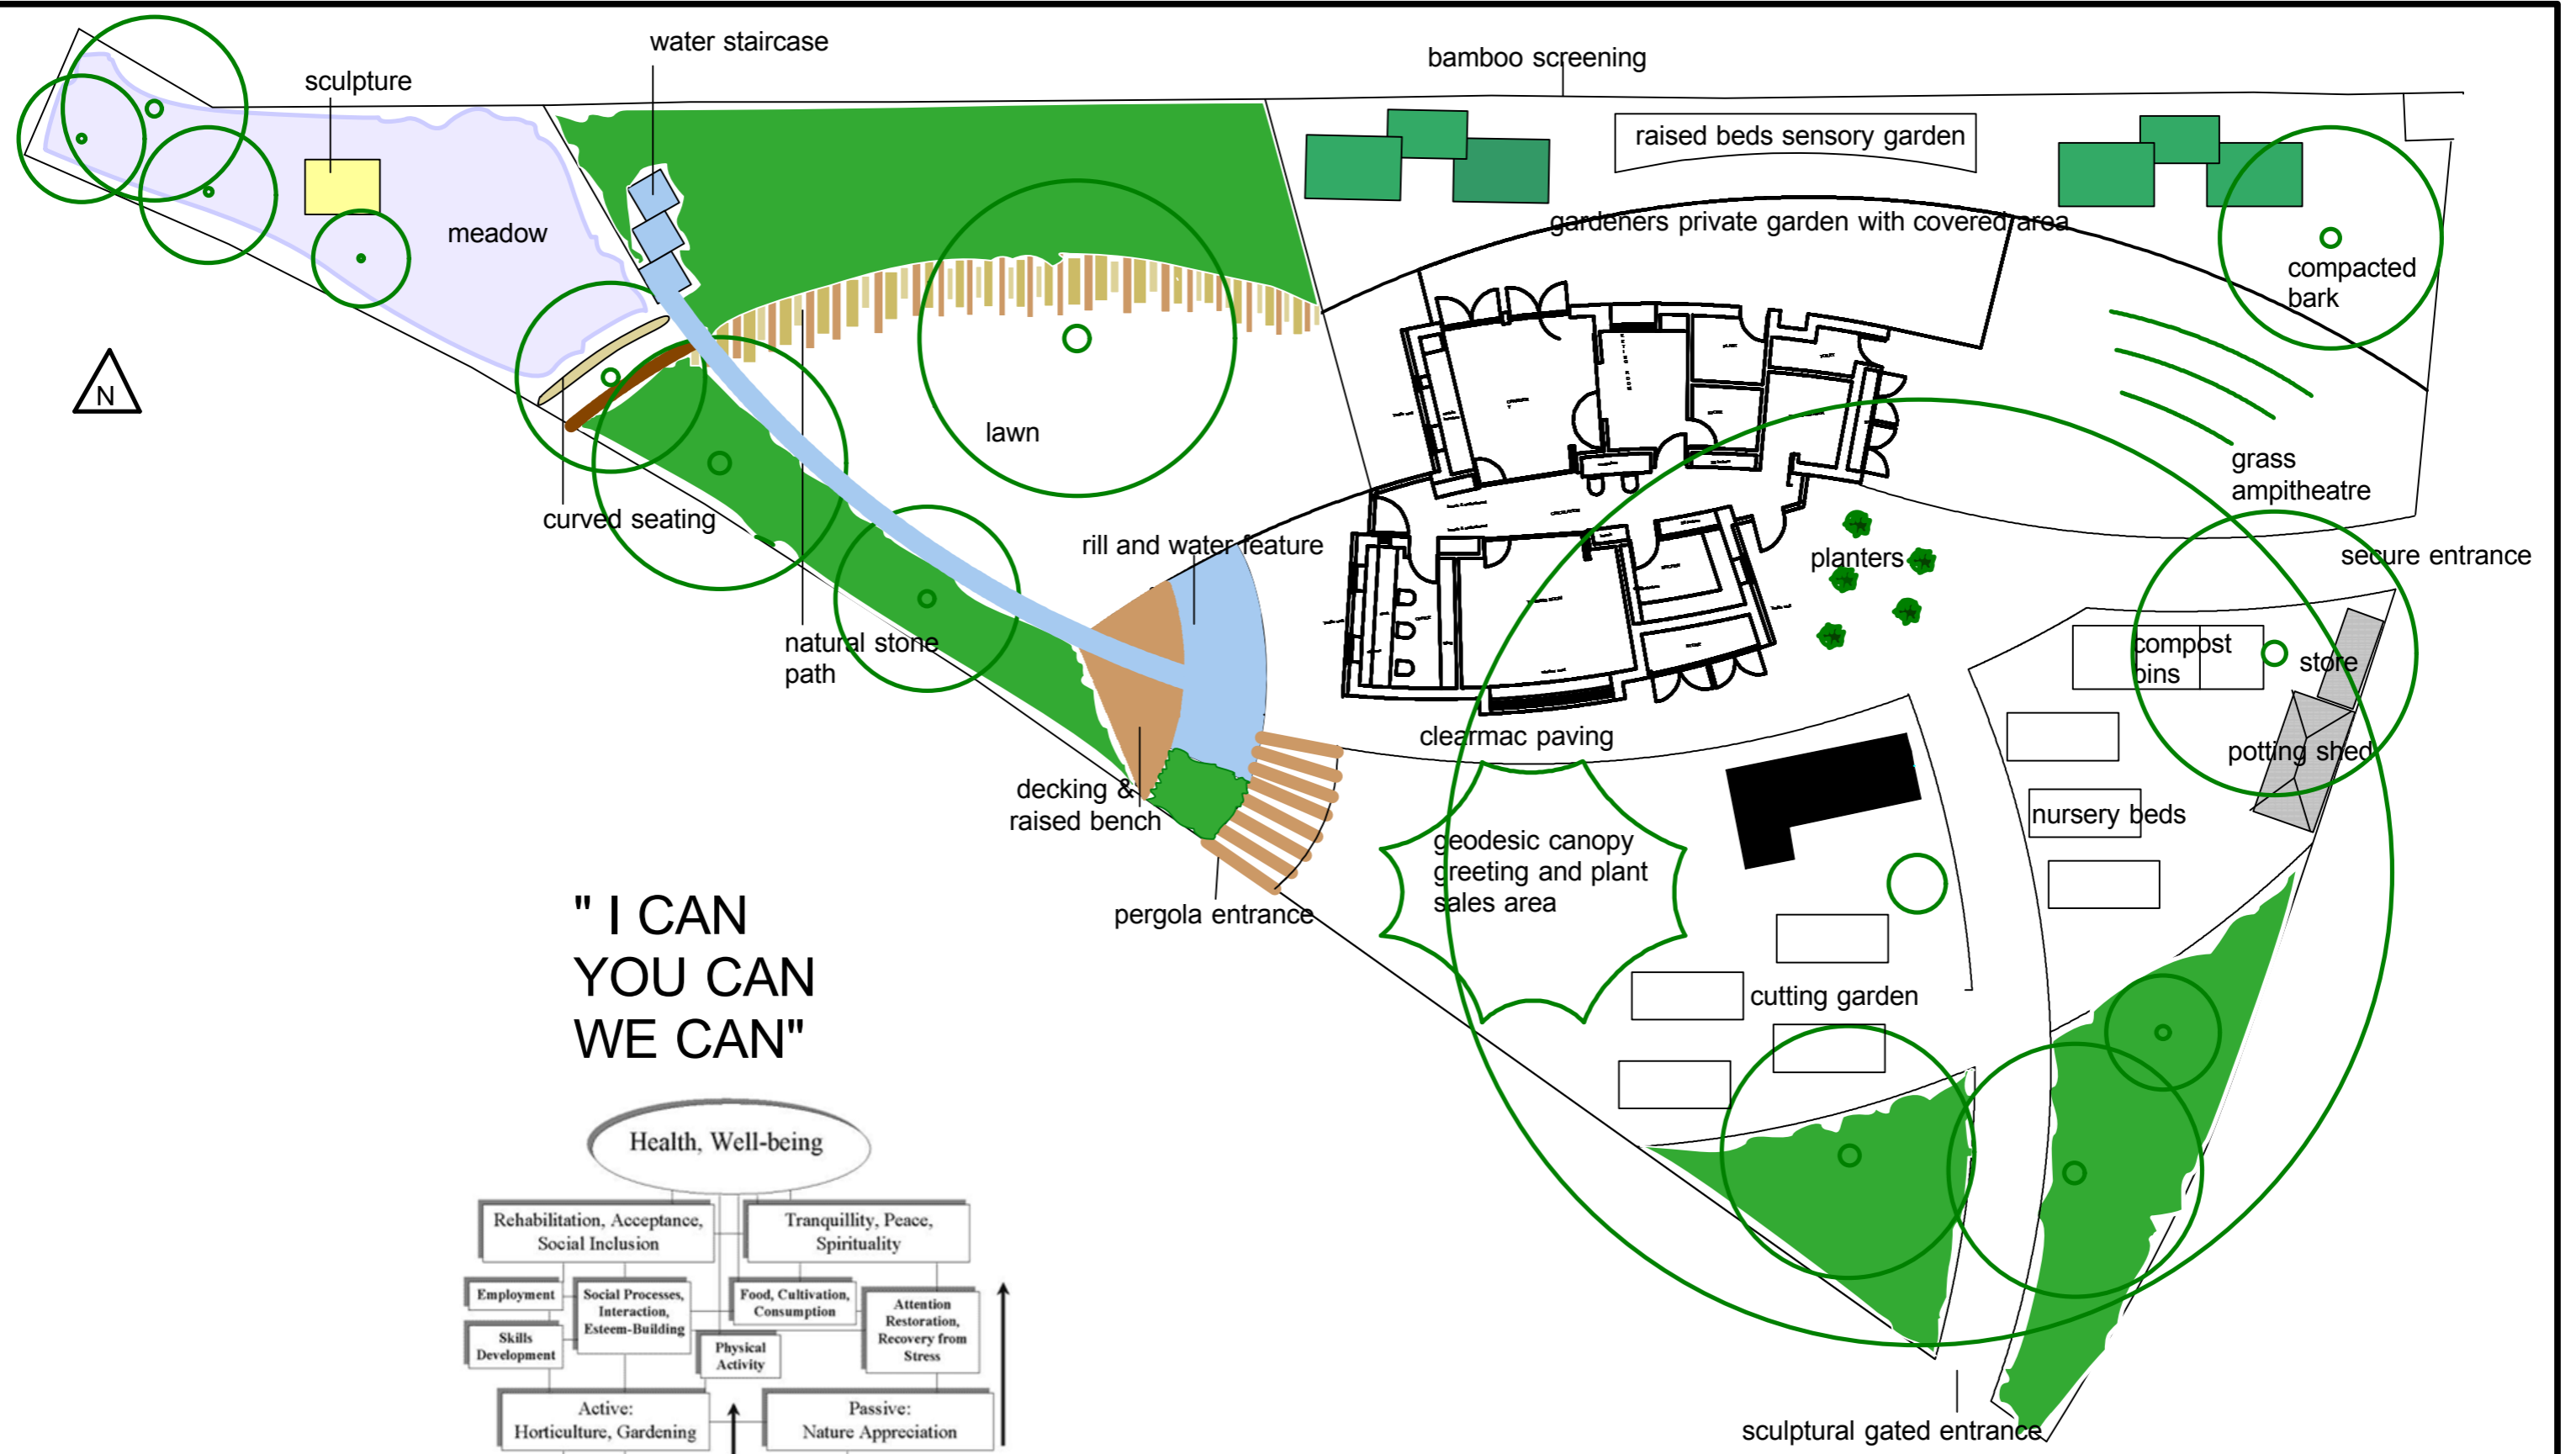 water staircase
bamboo screening
sculpture
raised beds sensory garden
meadow
gardeners private garden with covered area
compacted
bark
N
lawn
grass
ampitheatre
curved seating
rill and water feature
planters
secure entrance
natural stone
path
compost
bins
store
clearmac paving
potting shed
decking &
raised bench
nursery beds
geodesic canopy
greeting and plant
sales area
pergola entrance
cutting garden
" I CAN
YOU CAN
WE CAN"
Health, Well-being
Rehabilitation, Acceptance,
Social Inclusion
Tranquillity, Peace,
Spirituality
Employment
Skills
Development
Social Processes,
Interaction,
Esteem-Building
Food, Cultivation,
Consumption
Physical
Activity
Attention
Restoration,
Recovery from
Stress
Active:
Horticulture, Gardening
Passive:
Nature Appreciation
sculptural gated entrance